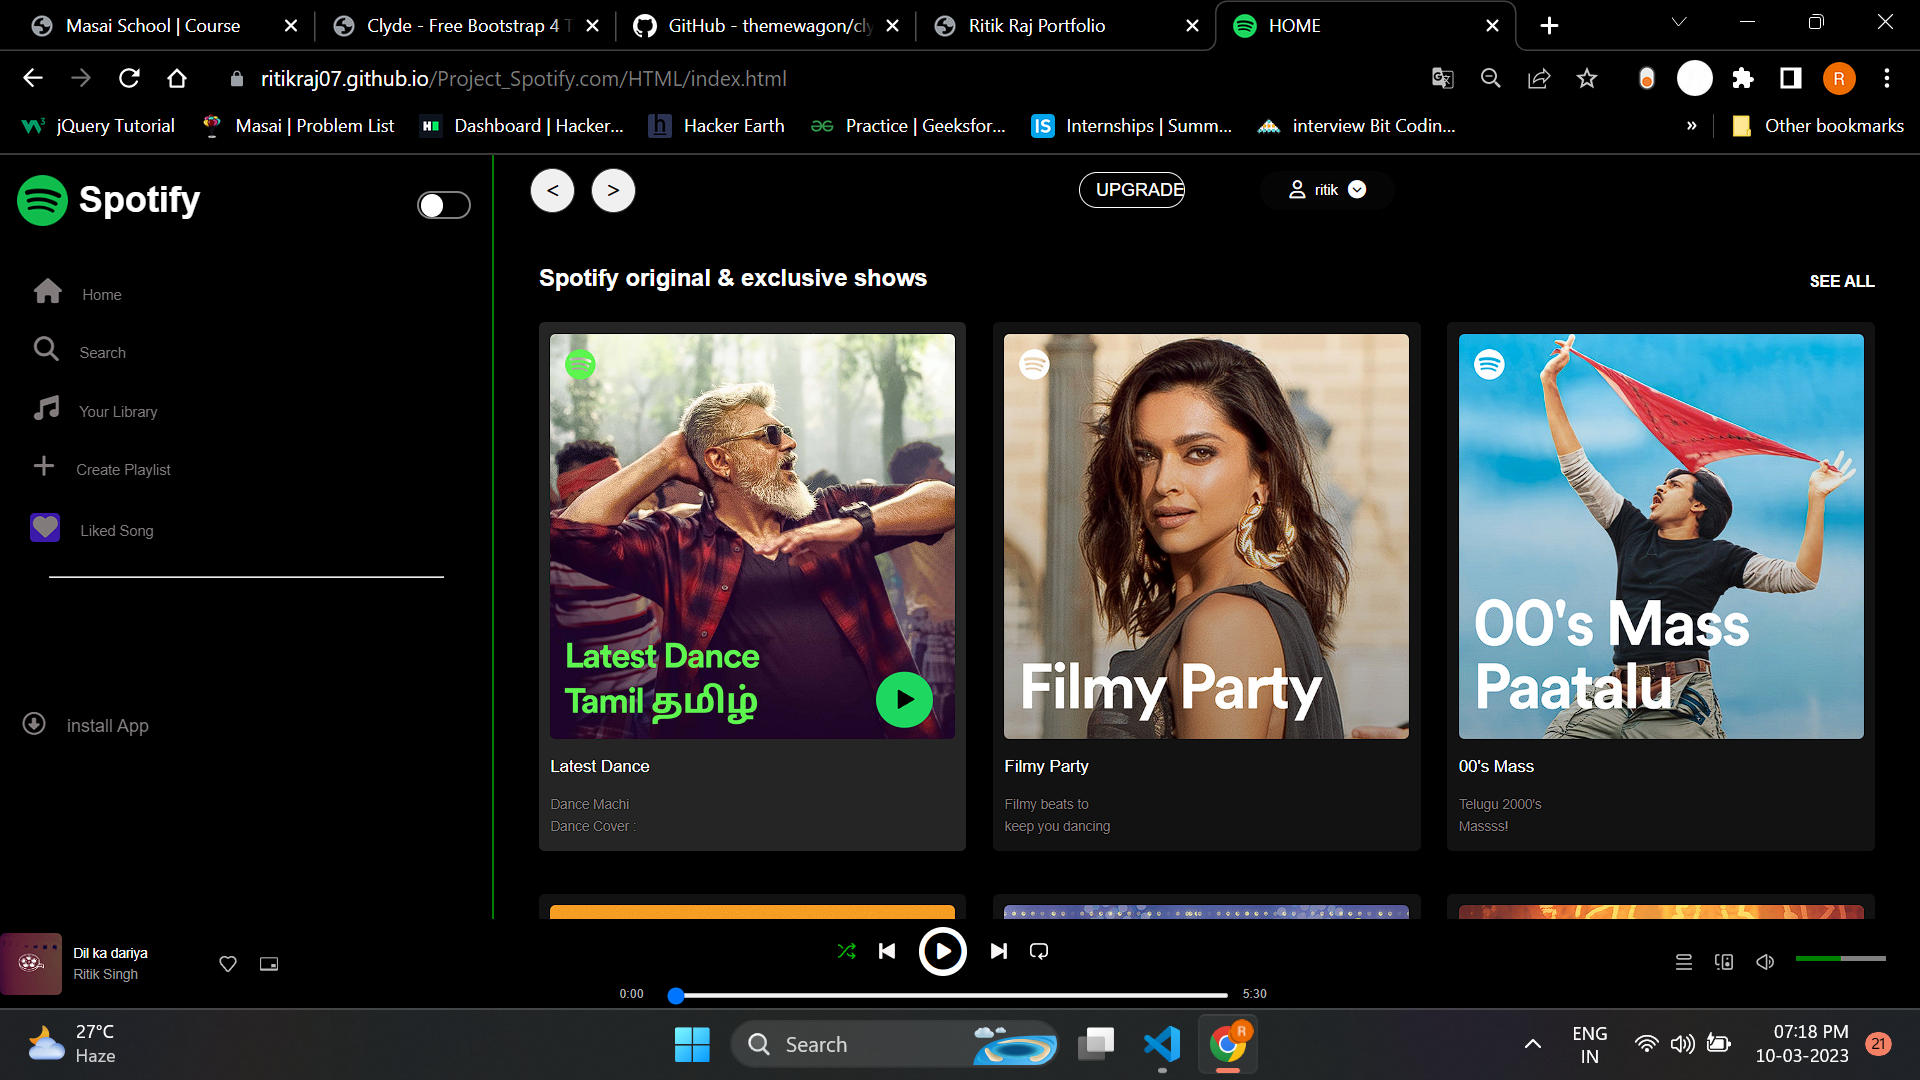 Masai School | Course
Clyde - Free Bootstrap 4 T
GitHub - themewagon/cly
Ritik Raj Portfolio
HOME
ritikraj07.github.io/Project_Spotify.com/HTML/index.html
R
jQuery Tutorial
Masai | Problem List
Dashboard | Hacker...
Hacker Earth
Practice | Geeksfor...
IS Internships | Summ...
interview Bit Codin...
»
Other bookmarks
Spotify
< >
UPGRADE
ritik
Home
Search
Your Library
Create Playlist
Liked Song
install App
Spotify original & exclusive shows
SEE ALL
Latest Dance
Tamil தமிழ்
Latest Dance
Dance Machi
Dance Cover :
Filmy Party
Filmy Party
Filmy beats to
keep you dancing
00's Mass
Paatalu
00's Mass
Telugu 2000's
Massss!
Dil ka dariya
Ritik Singh
0:00
5:30
27°C
Haze
Search
R
ENG
IN
07:18 PM
10-03-2023
21